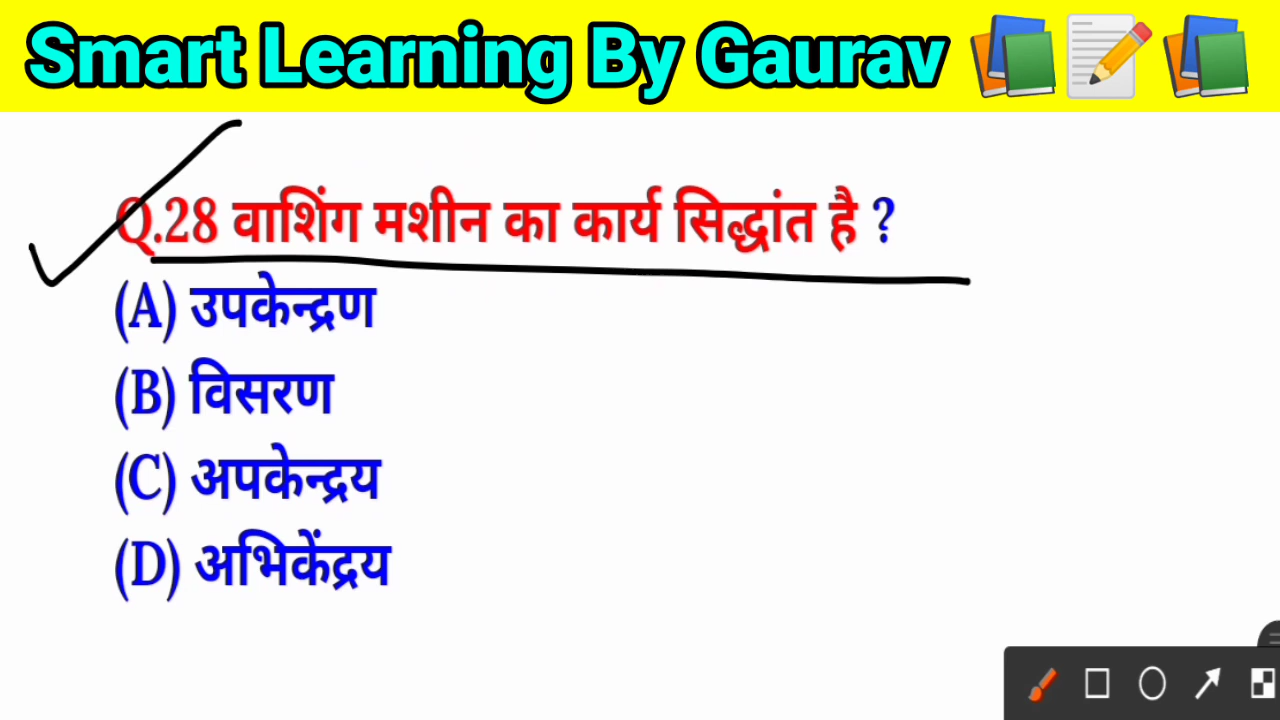 Smart Learning By Gaurav
Q.28 वाशिंग मशीन का कार्य सिद्धांत है ?
(A) उपकेन्द्रण
(B) विसरण
(C) अपकेन्द्रय
(D) अभिकेंद्रय